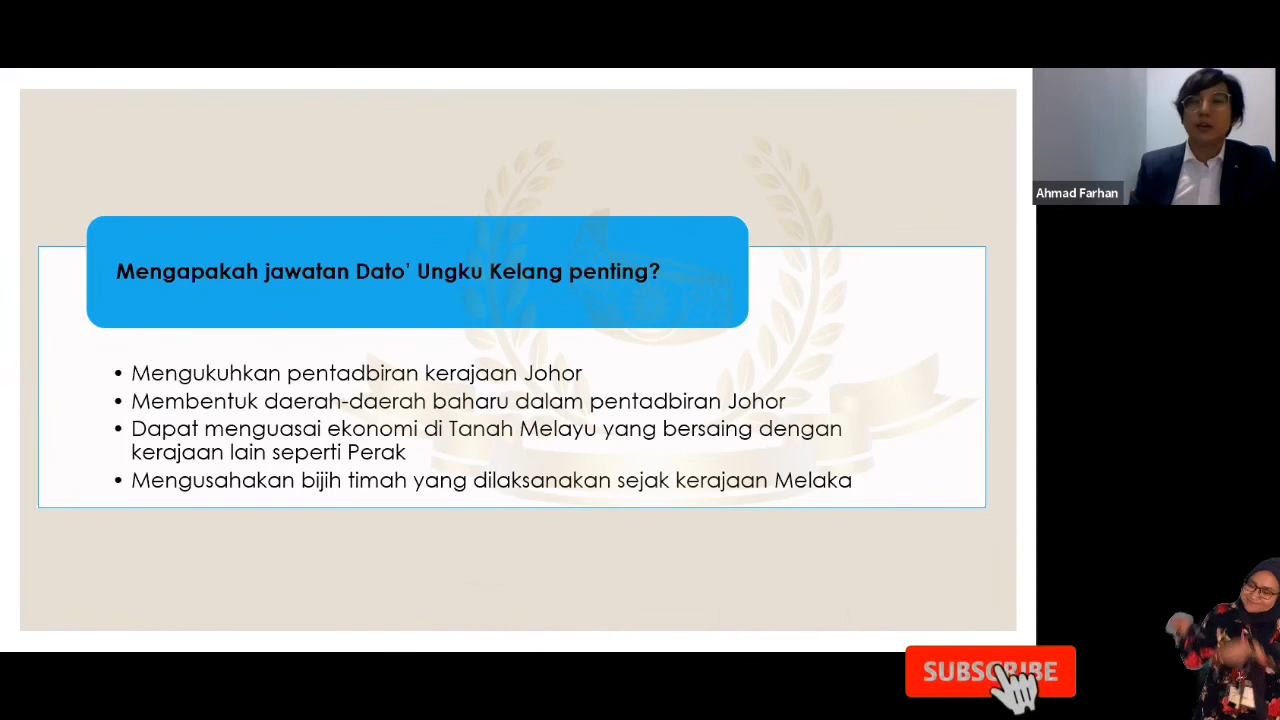 Mengapakah jawatan Dato’ Ungku Kelang penting?
• Mengukuhkan pentadbiran kerajaan Johor
• Membentuk daerah-daerah baharu dalam pentadbiran Johor
• Dapat menguasai ekonomi di Tanah Melayu yang bersaing dengan
kerajaan lain seperti Perak
• Mengusahakan bijih timah yang dilaksanakan sejak kerajaan Melaka
Ahmad Farhan
SUBSCRIBE